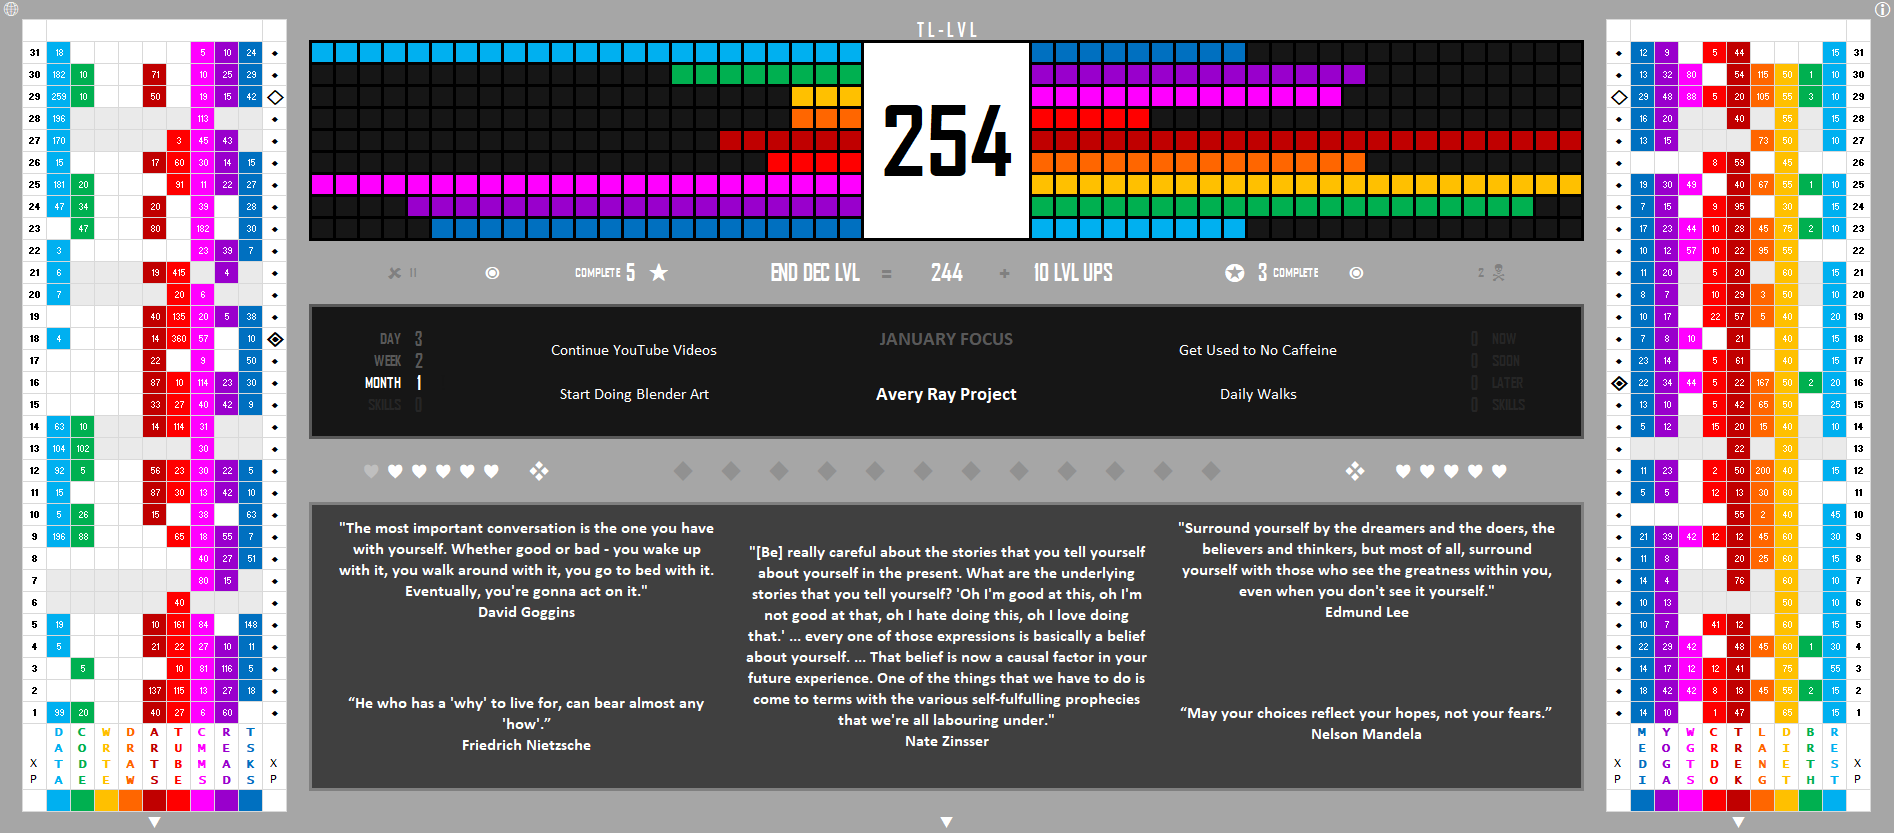 TL-LVL
254
31 18 5 10 24
30 182 10 71 10 25 29
29 259 10 50 19 15 42
28 196 113
27 170 3 45 43
26 15 17 60 30 14 15
25 181 20 91 11 22 27
24 47 34 20 39 28
23 47 80 182 30
22 3 23 39 7
21 6 19 415 4
20 7 20 6
19 40 135 20 5 38
18 4 14 360 57 10
17 22 9 50
16 87 10 114 23 30
15 33 27 40 42 9
14 63 10 14 114 31
13 104 102 30
12 92 5 56 23 30 22 5
11 15 87 30 13 42 10
10 5 26 15 38 63
9 196 88 65 18 55 7
8 40 27 51
7 80 15
6 40
5 19 10 161 84 148
4 5 21 22 27 10 11
3 5 10 81 116 5
2 137 115 13 27 18
1 99 20 40 27 6 60
XP DATA CODE WRTE DRAW ARTS TUBE CMMS READ TSKS XP
II
COMPLETE 5
END DEC LVL = 244 + 10 LVL UPS
3 COMPLETE
2
DAY 3
WEEK 2
MONTH 1
SKILLS 0
Continue YouTube Videos
Start Doing Blender Art
JANUARY FOCUS
Avery Ray Project
Get Used to No Caffeine
Daily Walks
0 NOW
0 SOON
0 LATER
0 SKILLS
"The most important conversation is the one you have
with yourself. Whether good or bad - you wake up
with it, you walk around with it, you go to bed with it.
Eventually, you're gonna act on it."
David Goggins
“He who has a 'why' to live for, can bear almost any
'how'.”
Friedrich Nietzsche
"[Be] really careful about the stories that you tell yourself
about yourself in the present. What are the underlying
stories that you tell yourself? 'Oh I'm good at this, oh I'm
not good at that, oh I hate doing this, oh I love doing
that.' ... every one of those expressions is basically a belief
about yourself. ... That belief is now a causal factor in your
future experience. One of the things that we have to do is
come to terms with the various self-fulfulling prophecies
that we're all labouring under."
Nate Zinsser
"Surround yourself by the dreamers and the doers, the
believers and thinkers, but most of all, surround
yourself with those who see the greatness within you,
even when you don't see it yourself."
Edmund Lee
“May your choices reflect your hopes, not your fears.”
Nelson Mandela
12 9 5 44 15 31
13 32 80 54 115 50 1 10 30
29 48 88 5 20 105 55 3 10 29
16 20 40 55 10 28
13 15 73 50 10 27
8 59 45 26
19 30 49 40 67 55 1 10 25
7 15 9 95 30 10 24
17 23 44 10 28 45 75 2 10 23
10 12 57 10 22 95 55 22
11 20 5 20 60 15 21
8 7 10 29 3 50 10 20
10 17 22 57 5 40 20 19
7 8 10 21 40 15 18
23 14 5 61 40 10 17
22 34 44 5 22 167 50 2 20 16
13 10 5 42 65 50 25 15
5 12 15 20 15 40 10 14
22 30 13
11 23 2 50 200 40 15 12
5 5 12 13 30 60 11
55 2 40 45 10
21 39 42 12 12 45 60 30 9
11 8 20 25 60 10 8
14 4 76 60 10 7
10 13 50 15 6
10 7 41 12 60 15 5
22 29 42 48 45 60 1 30 4
14 17 12 12 41 75 55 3
18 42 42 8 18 45 55 2 15 2
14 10 1 47 65 15 1
XP MEDI YOGA WGTS CRDO TREK LANG DIET BRTH REST XP